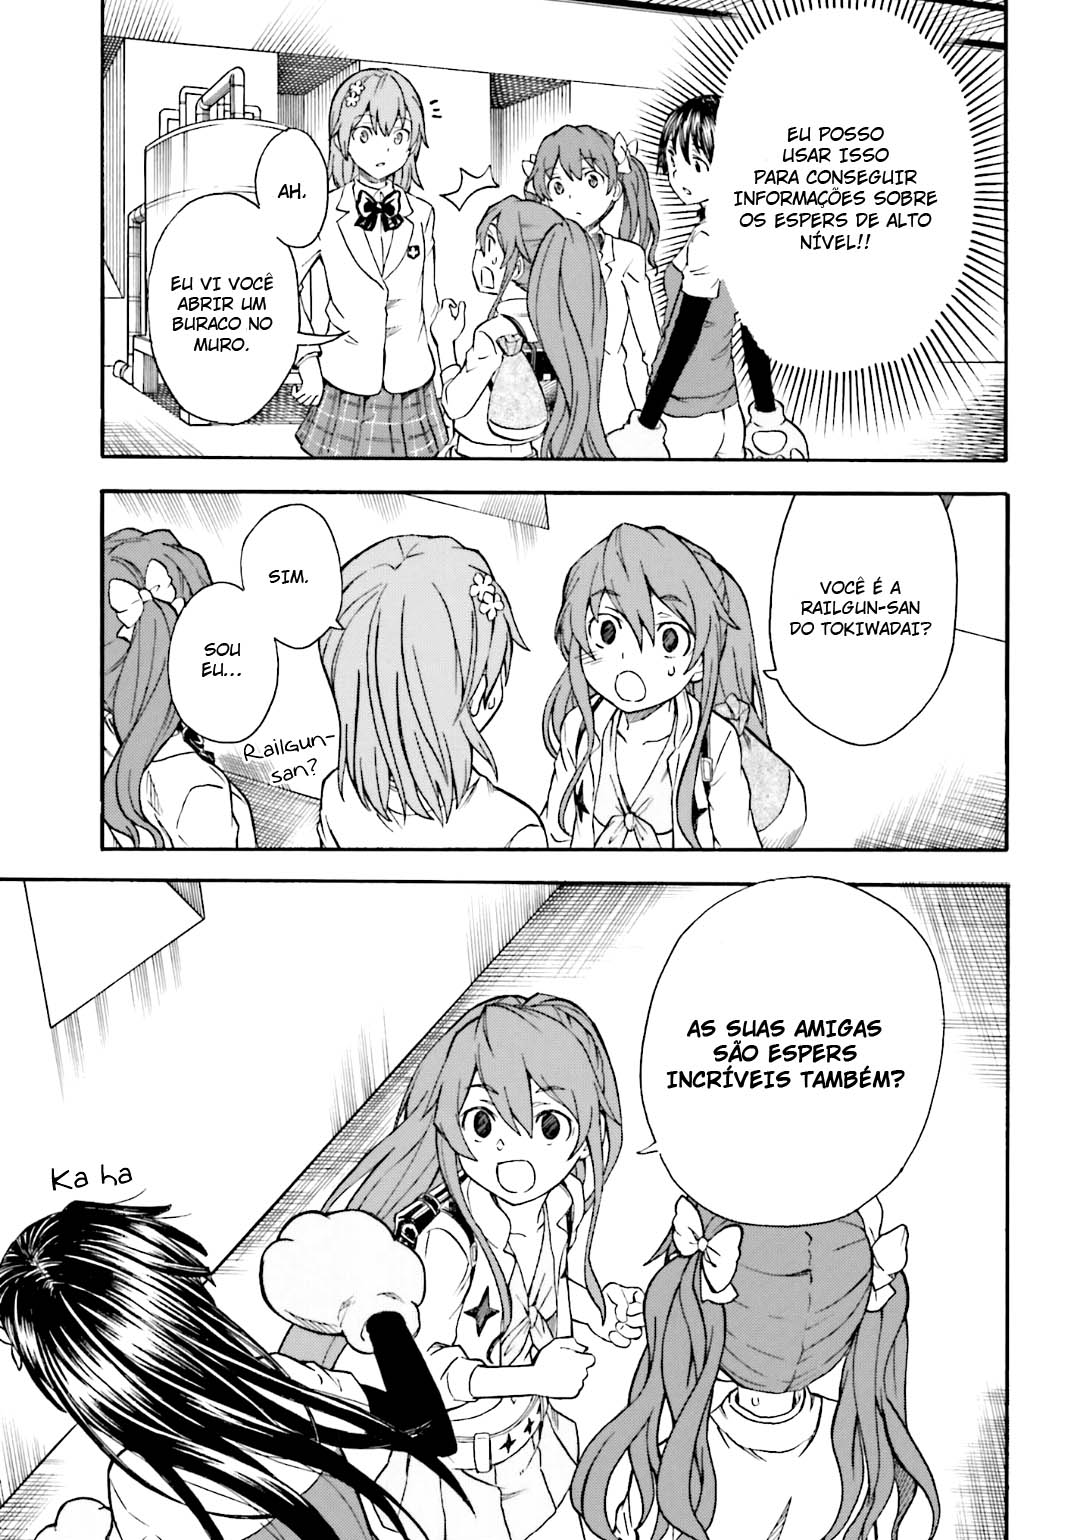 EU POSSO
USAR ISSO
PARA CONSEGUIR
INFORMAÇÕES SOBRE
OS ESPERS DE ALTO
NÍVEL!!
AH.
EU VI VOCÊ
ABRIR UM
BURACO NO
MURO.
VOCÊ É A
RAILGUN-SAN
DO TOKIWADAI?
SIM.
SOU
EU...
Railgun-
san?
AS SUAS AMIGAS
SÃO ESPERS
INCRÍVEIS TAMBÉM?
Ka ha